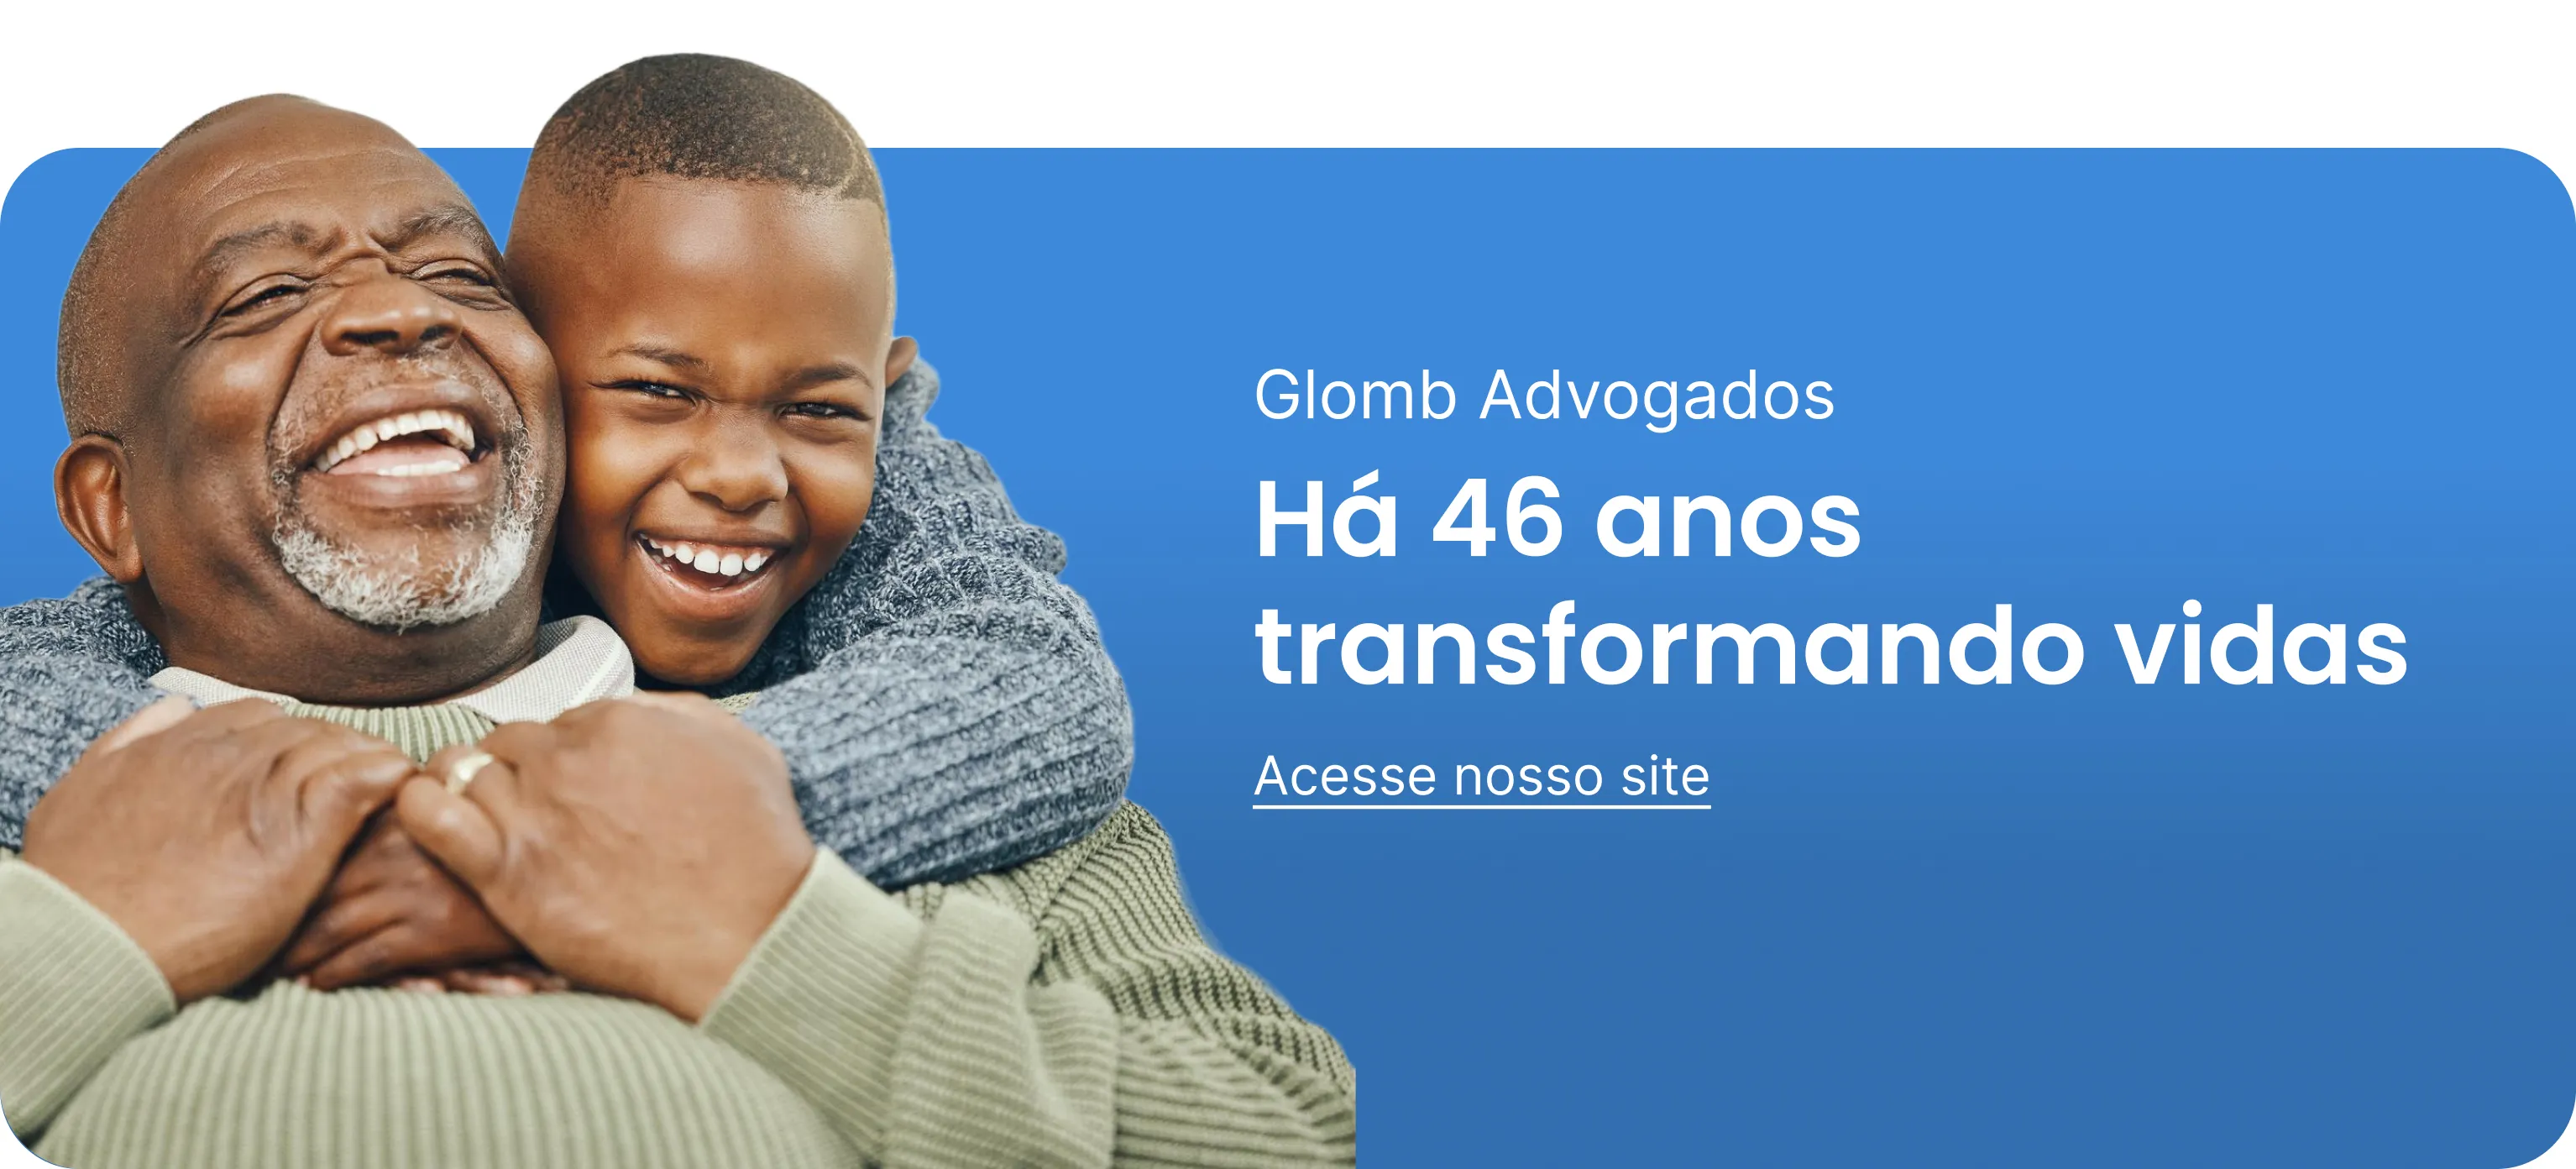 Glomb Advogados
Há 46 anos
transformando vidas
Acesse nosso site